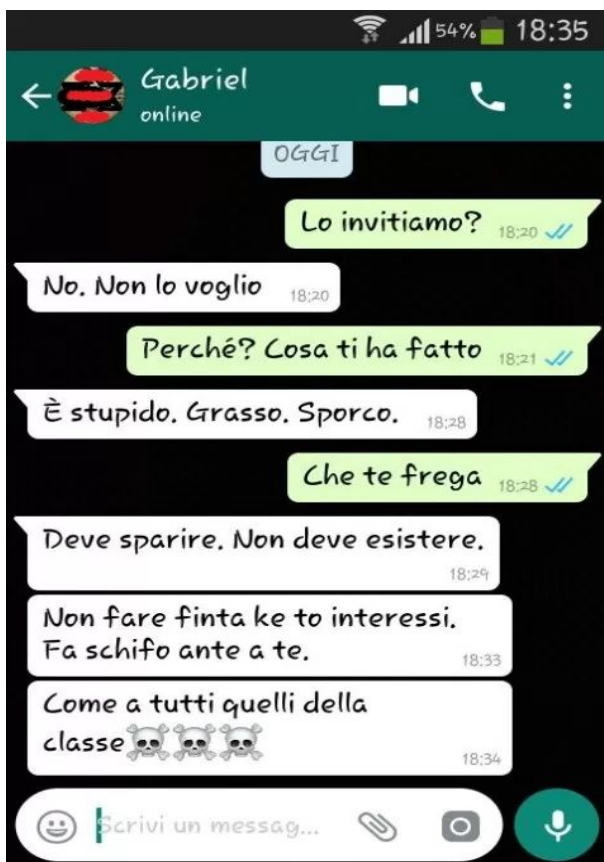 54% 18:35
Gabriel
online
OGGI
Lo invitiamo? 18:20
No. Non lo voglio 18:20
Perché? Cosa ti ha fatto 18:21
È stupido. Grasso. Sporco. 18:28
Che te frega 18:28
Deve sparire. Non deve esistere.
18:29
Non fare finta ke to interessi.
Fa schifo ante a te. 18:33
Come a tutti quelli della
classe☠☠☠ 18:34
Scrivi un messag...